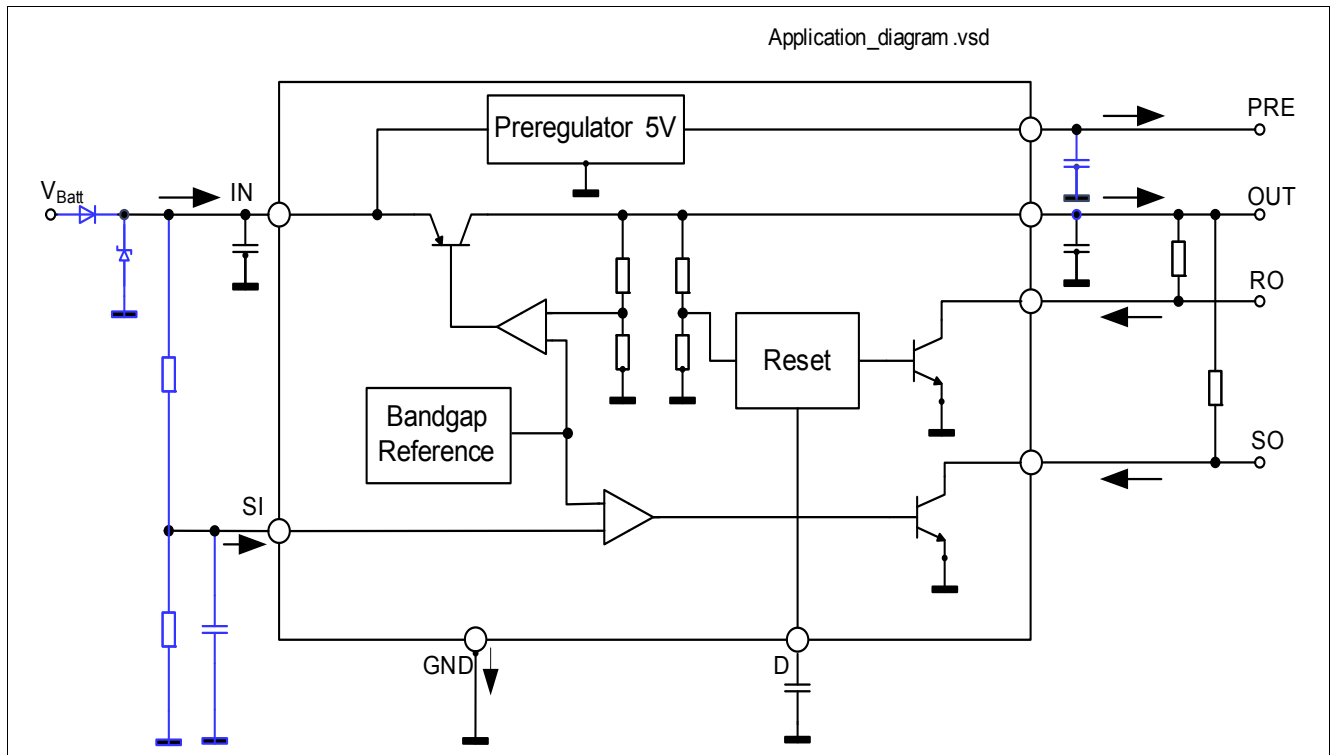 Application_diagram.vsd
PRE
Preregulator 5V
VBatt
IN
OUT
RO
Reset
Bandgap
Reference
SO
SI
GND
D